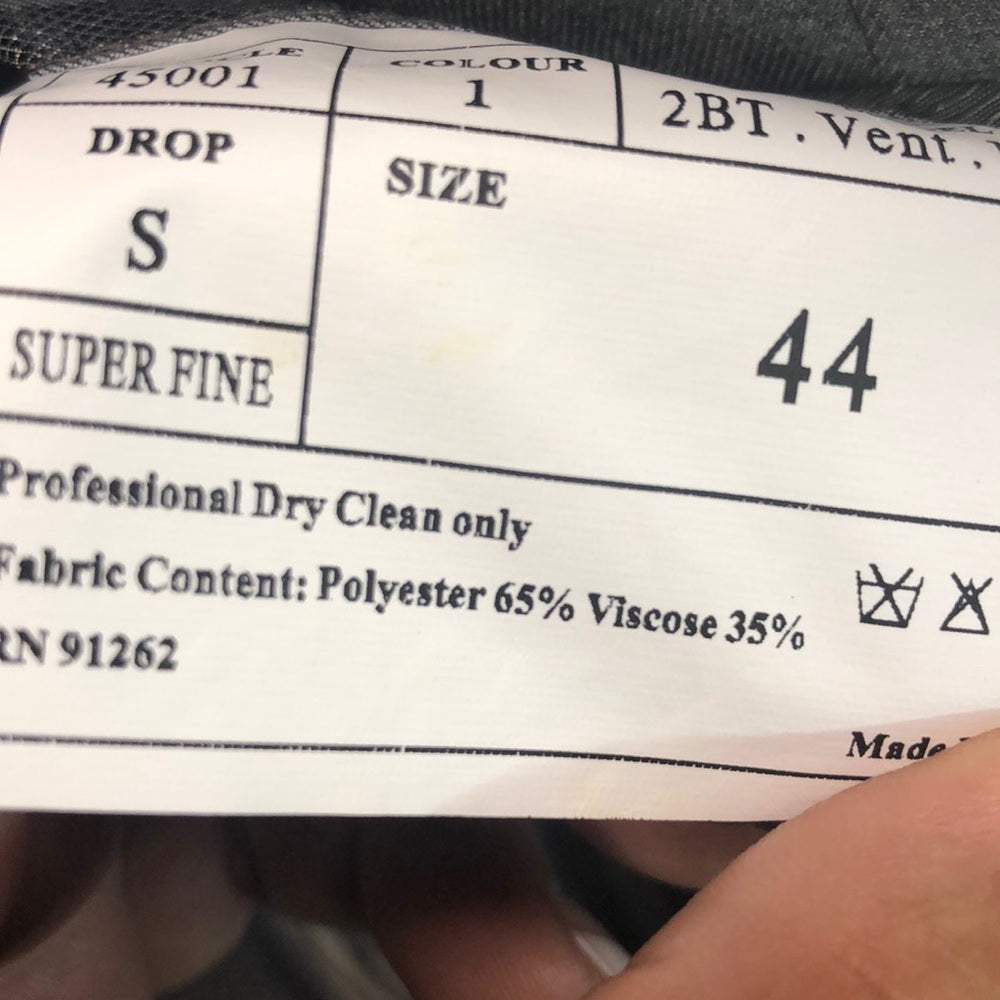 COLOUR
45001
1
2BT . Vent .
DROP
SIZE
S
44
SUPER FINE
Professional Dry Clean only
Fabric Content: Polyester 65% Viscose 35%
RN 91262
Made